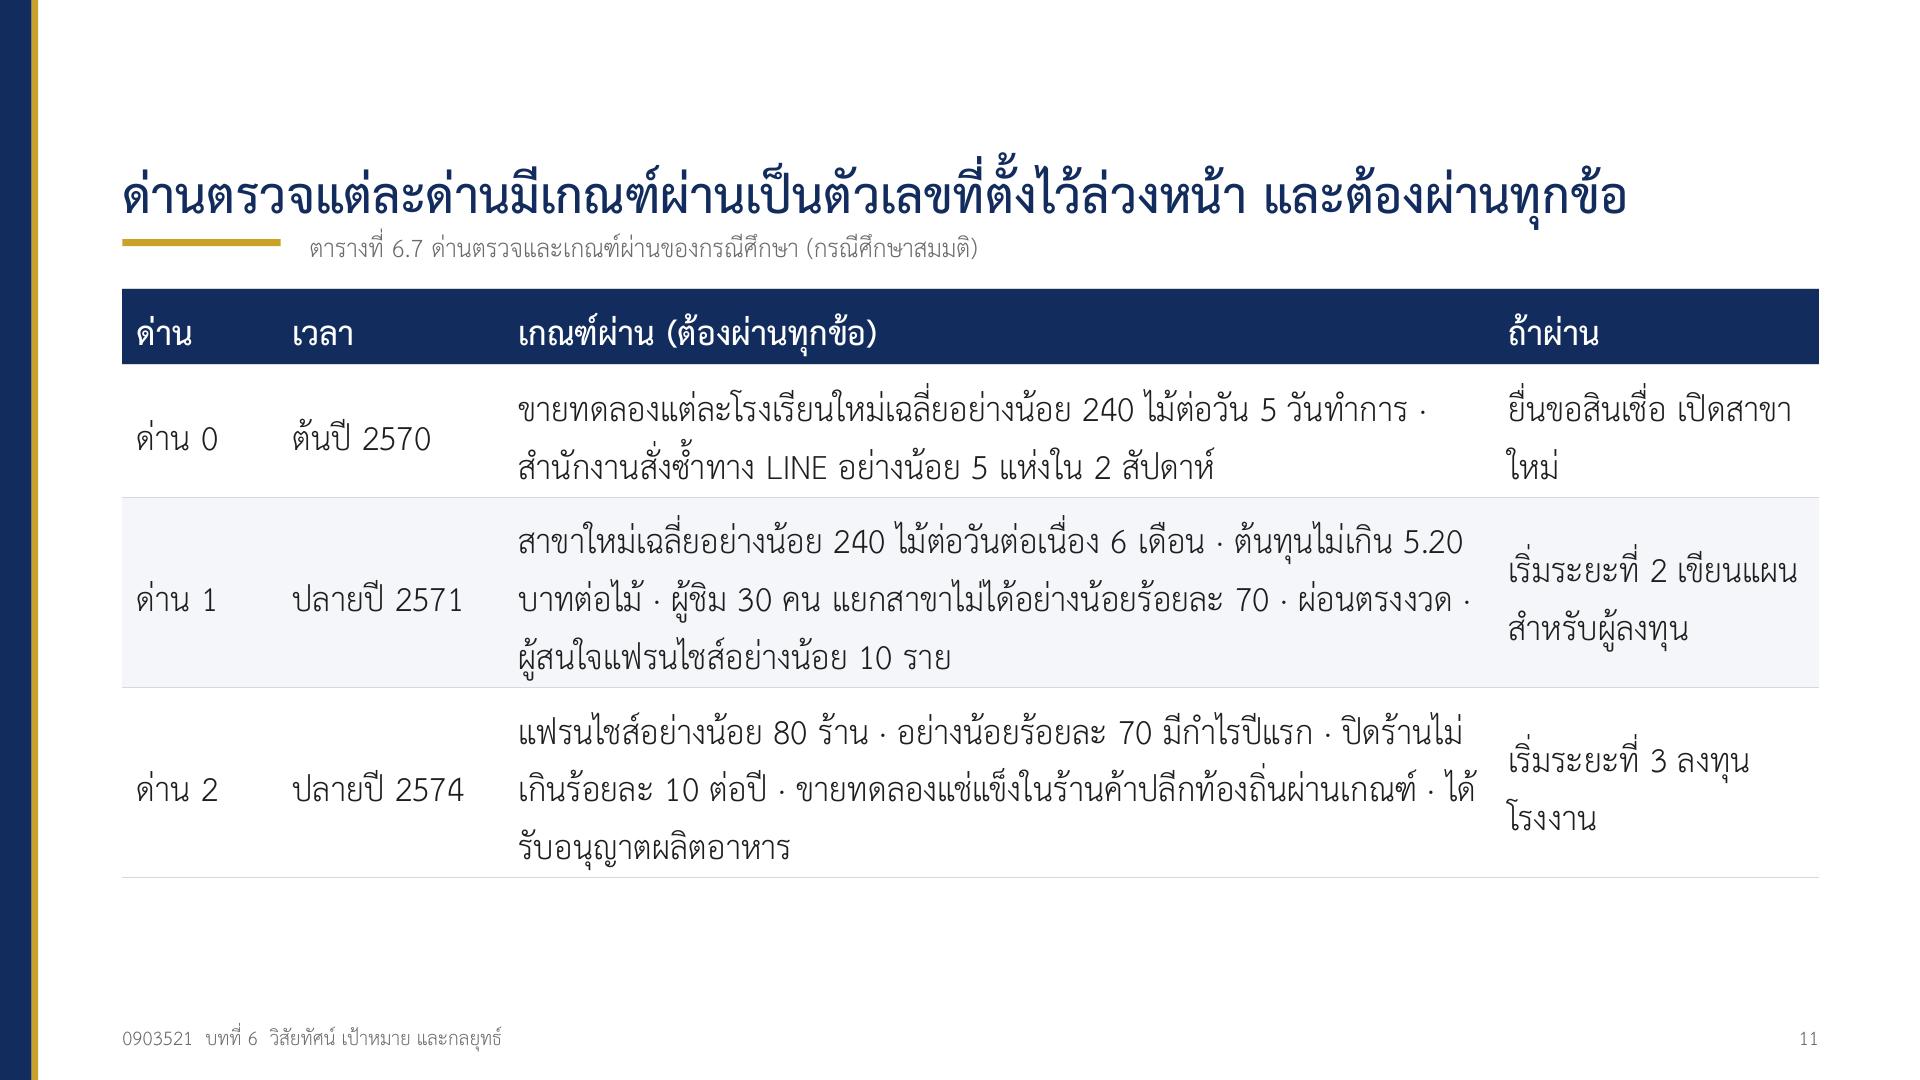 ด่านตรวจแต่ละด่านมีเกณฑ์ผ่านเป็นตัวเลขที่ตั้งไว้ล่วงหน้า และต้องผ่านทุกข้อ
ตารางที่ 6.7 ด่านตรวจและเกณฑ์ผ่านของกรณีศึกษา (กรณีศึกษาสมมติ)
ด่าน เวลา เกณฑ์ผ่าน (ต้องผ่านทุกข้อ) ถ้าผ่าน
ด่าน 0 ต้นปี 2570
ขายทดลองแต่ละโรงเรียนใหม่เฉลี่ยอย่างน้อย 240 ไม้ต่อวัน 5 วันทำการ ·
สำนักงานสั่งซ้ำทาง LINE อย่างน้อย 5 แห่งใน 2 สัปดาห์
ยื่นขอสินเชื่อ เปิดสาขา
ใหม่
ด่าน 1 ปลายปี 2571
สาขาใหม่เฉลี่ยอย่างน้อย 240 ไม้ต่อวันต่อเนื่อง 6 เดือน · ต้นทุนไม่เกิน 5.20
บาทต่อไม้ · ผู้ชิม 30 คน แยกสาขาไม่ได้อย่างน้อยร้อยละ 70 · ผ่อนตรงงวด ·
ผู้สนใจแฟรนไชส์อย่างน้อย 10 ราย
เริ่มระยะที่ 2 เขียนแผน
สำหรับผู้ลงทุน
ด่าน 2 ปลายปี 2574
แฟรนไชส์อย่างน้อย 80 ร้าน · อย่างน้อยร้อยละ 70 มีกำไรปีแรก · ปิดร้านไม่
เกินร้อยละ 10 ต่อปี · ขายทดลองแช่แข็งในร้านค้าปลีกท้องถิ่นผ่านเกณฑ์ · ได้
รับอนุญาตผลิตอาหาร
เริ่มระยะที่ 3 ลงทุน
โรงงาน
0903521 บทที่ 6 วิสัยทัศน์ เป้าหมาย และกลยุทธ์
11